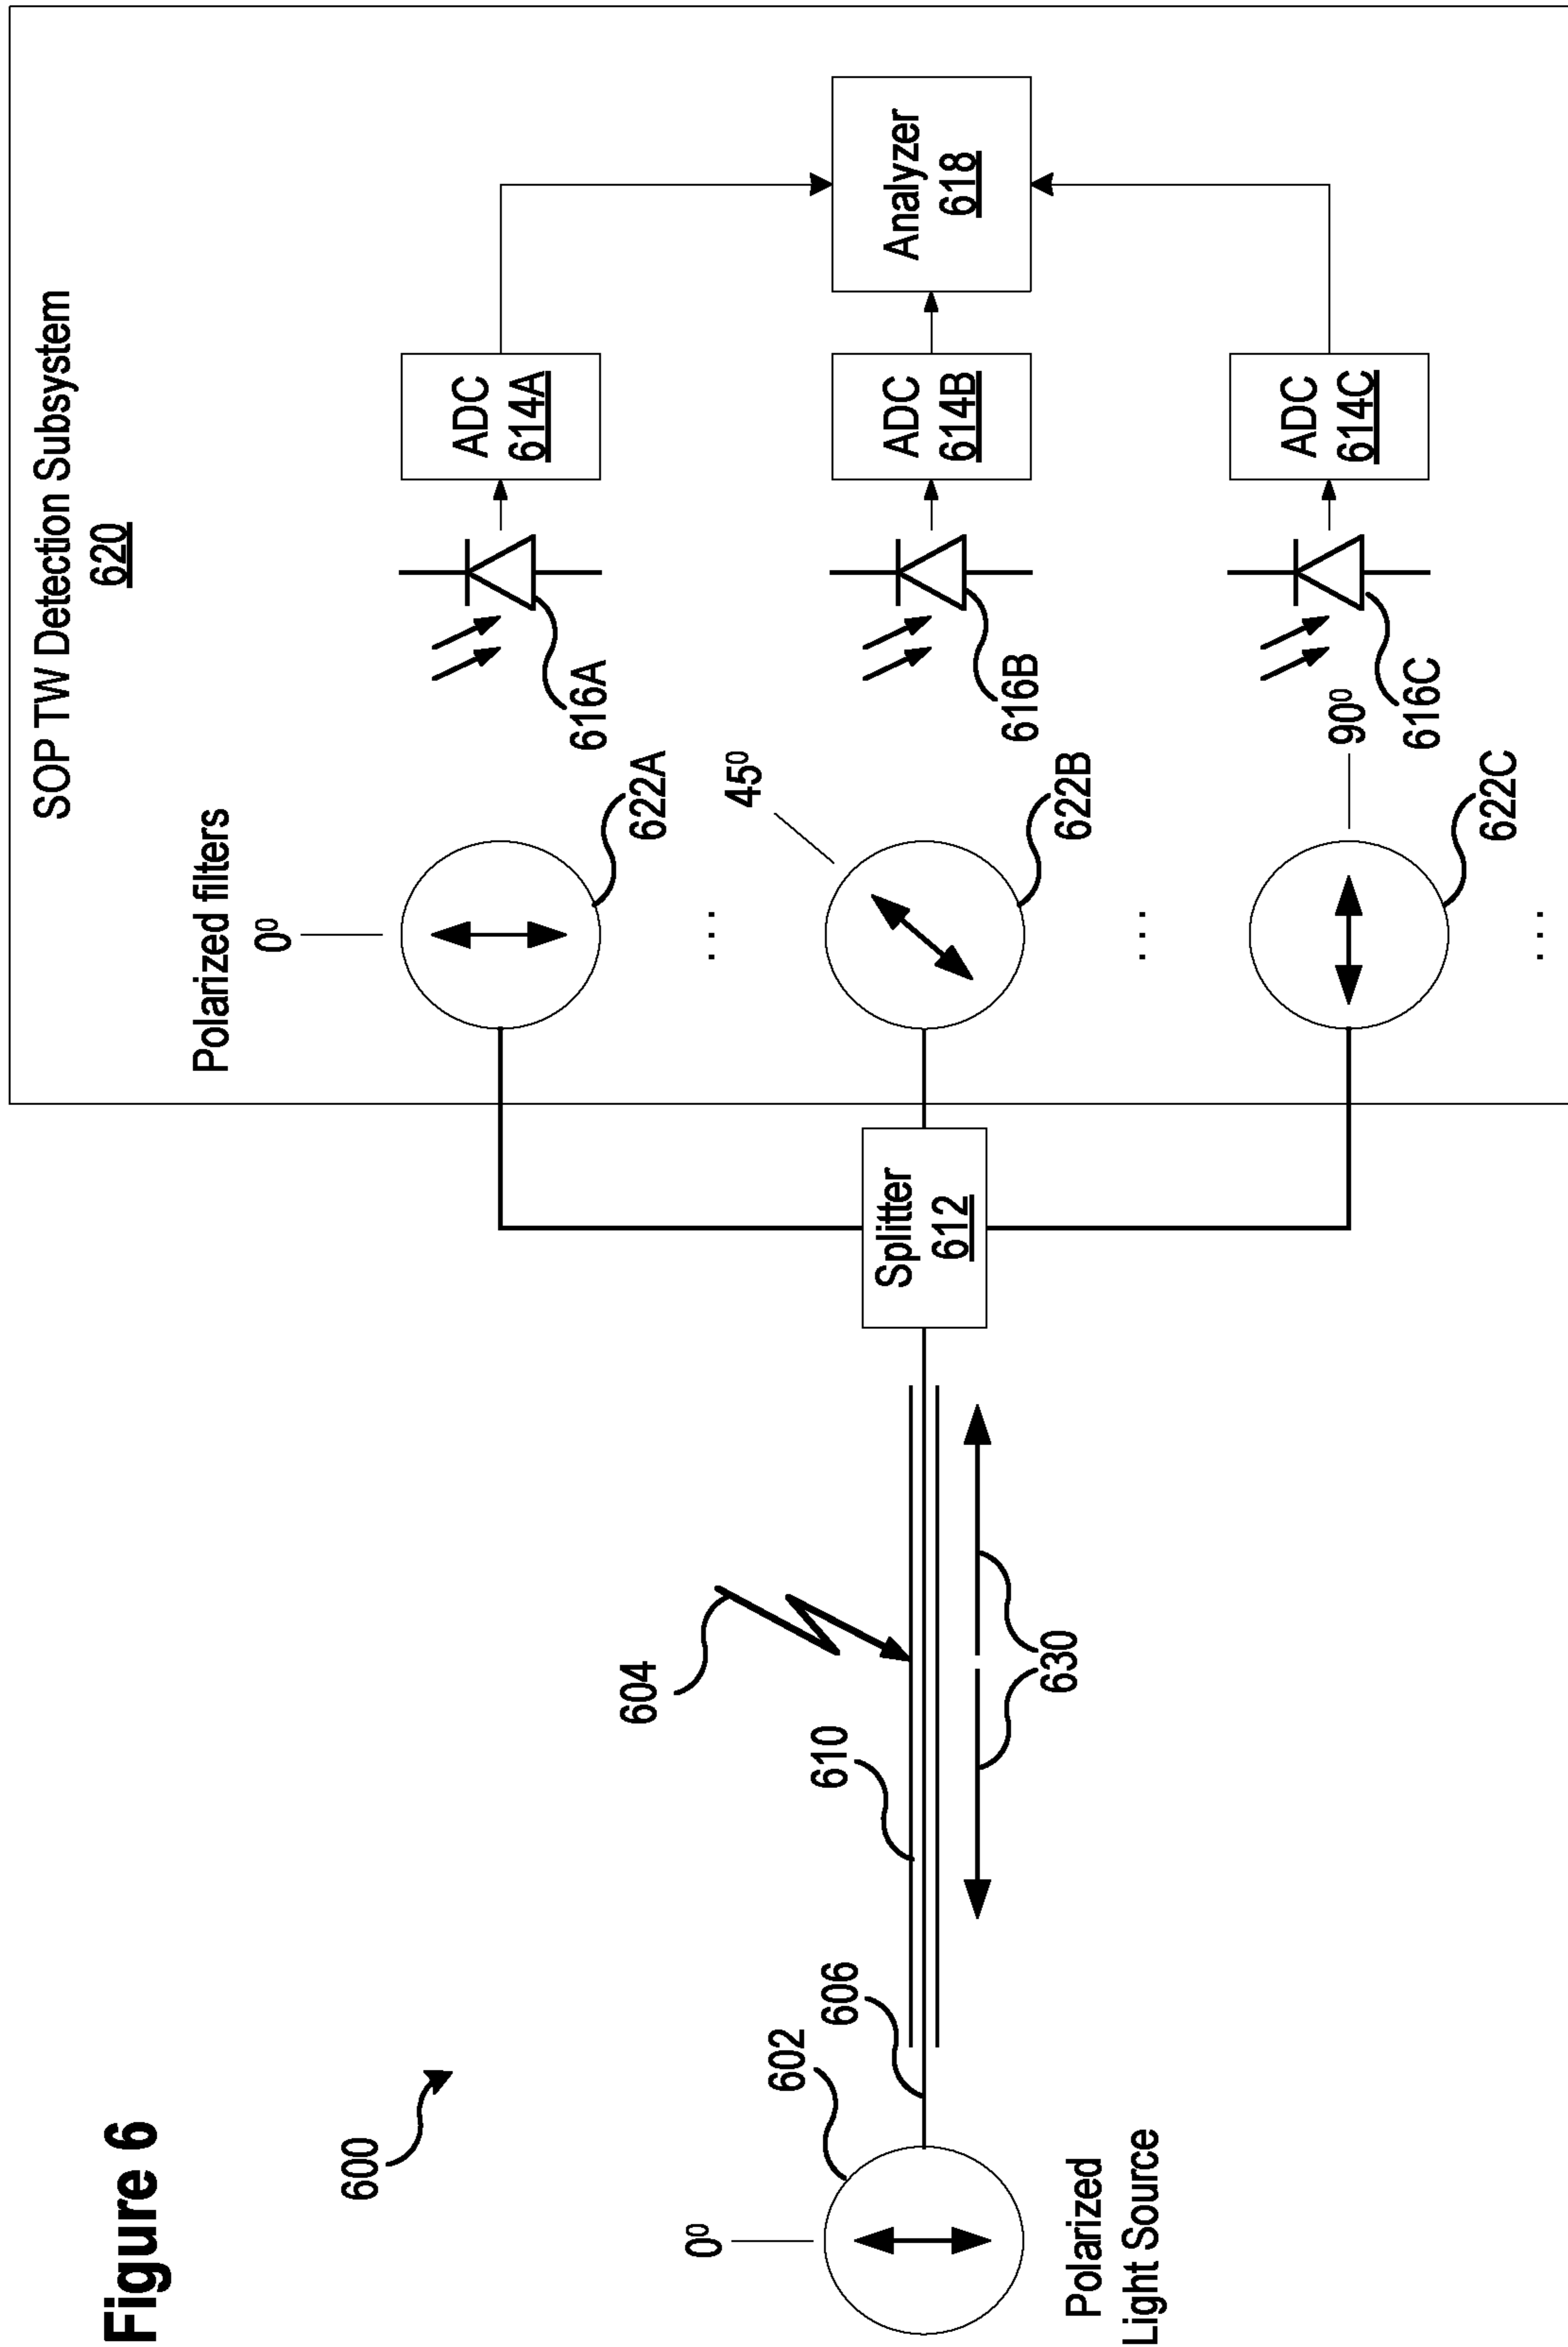 Figure 6
600
SOP TW Detection Subsystem
620
Polarized filters
0⁰
622A
616A
ADC
614A
604
0⁰
602
606
610
45⁰
622B
616B
ADC
614B
Analyzer
618
Splitter
612
630
Polarized
Light Source
90⁰
622C
616C
ADC
614C
...
...
...